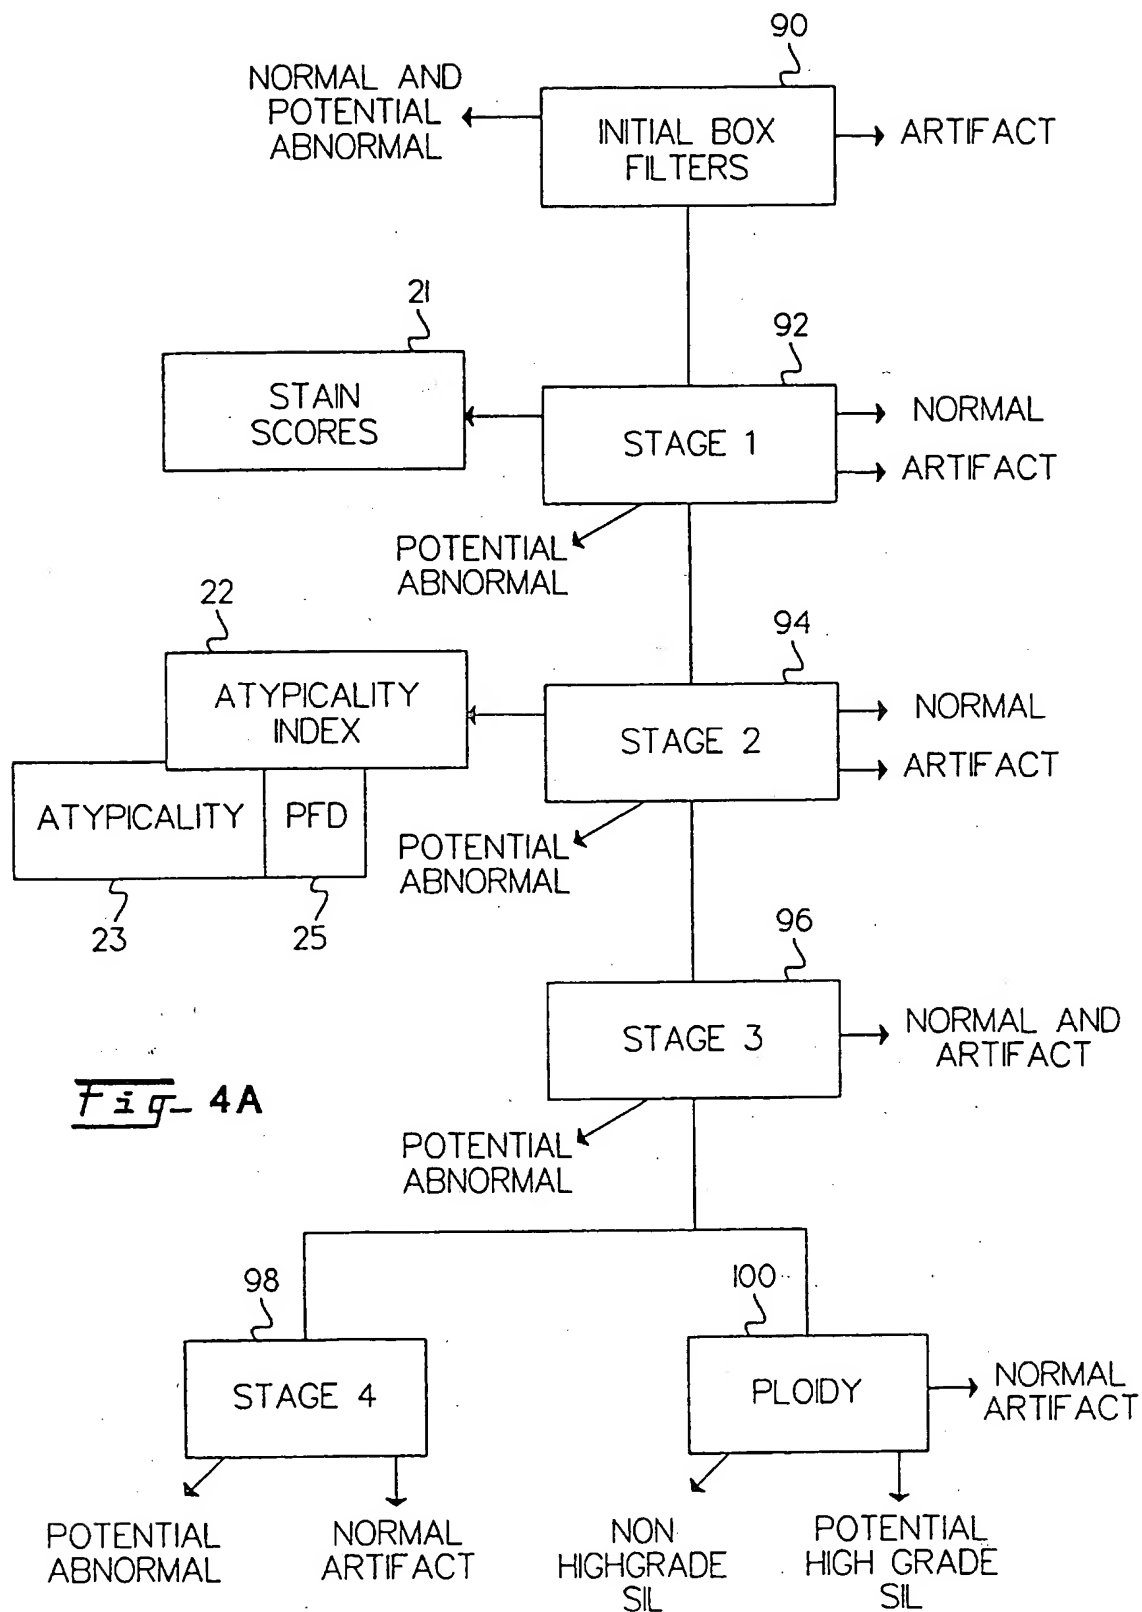 90
NORMAL AND
POTENTIAL
ABNORMAL
INITIAL BOX
FILTERS
ARTIFACT
21
92
STAIN
SCORES
STAGE 1
NORMAL
ARTIFACT
POTENTIAL
ABNORMAL
22
94
ATYPICALITY
INDEX
STAGE 2
NORMAL
ARTIFACT
ATYPICALITY
PFD
POTENTIAL
ABNORMAL
23
25
96
STAGE 3
NORMAL AND
ARTIFACT
Fig- 4A
POTENTIAL
ABNORMAL
98
100
STAGE 4
PLOIDY
NORMAL
ARTIFACT
POTENTIAL
ABNORMAL
NORMAL
ARTIFACT
NON
HIGHGRADE
SIL
POTENTIAL
HIGH GRADE
SIL